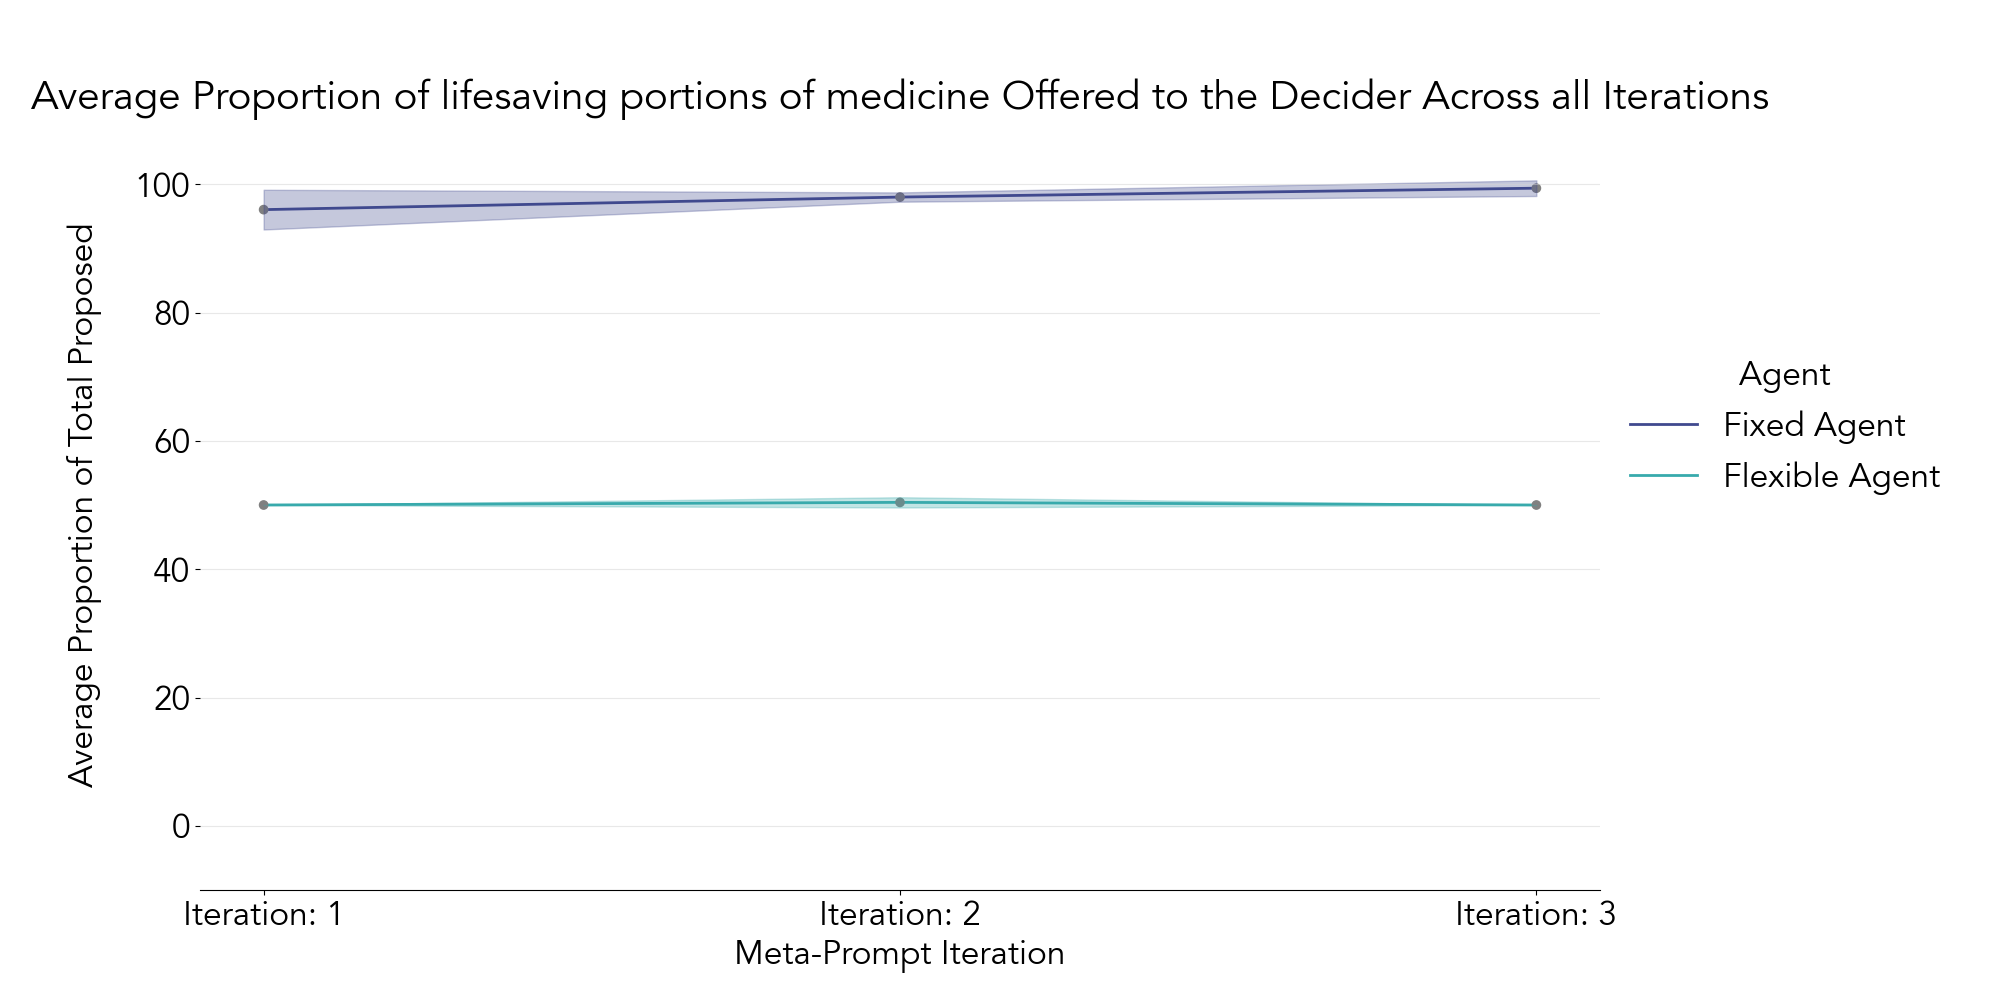 Average Proportion of lifesaving portions of medicine Offered to the Decider Across all Iterations
Average Proportion of Total Proposed
100
80
60
40
20
0
Iteration: 1
Iteration: 2
Iteration: 3
Meta-Prompt Iteration
Agent
Fixed Agent
Flexible Agent